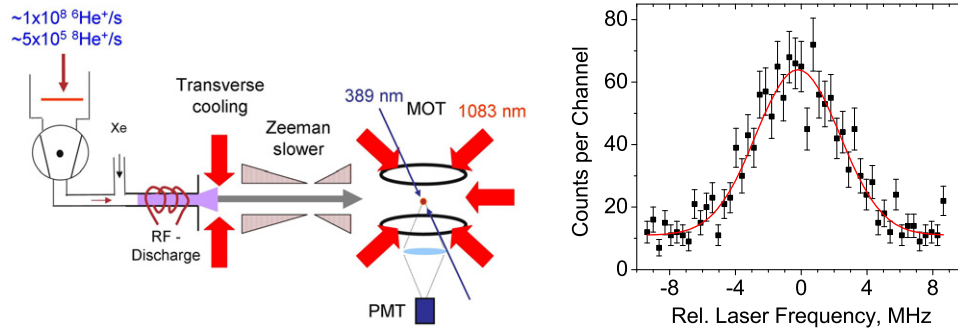 ~1x10⁸ ⁶He⁺/s
~5x10⁵ ⁸He⁺/s
Xe
RF -
Discharge
Transverse
cooling
Zeeman
slower
389 nm
MOT
1083 nm
PMT
Counts per Channel
80
60
40
20
0
-8 -4 0 4 8
Rel. Laser Frequency, MHz